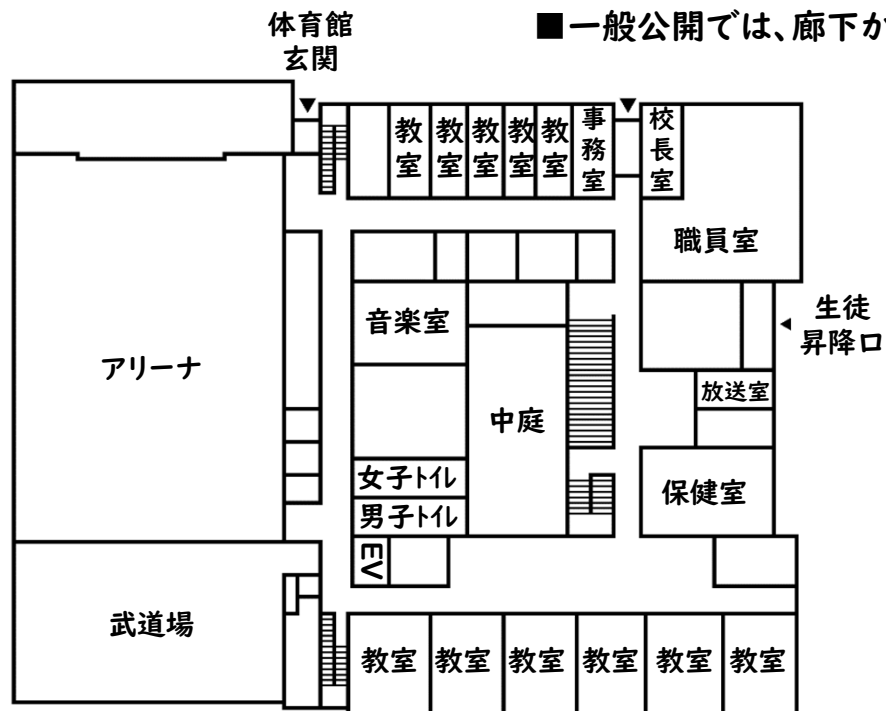 ■一般公開では、廊下か
体育館
玄関
教室
教室
教室
教室
教室
事務室
校長室
職員室
音楽室
生徒
昇降口
アリーナ
放送室
中庭
女子トイレ
保健室
男子トイレ
EV
武道場
教室
教室
教室
教室
教室
教室